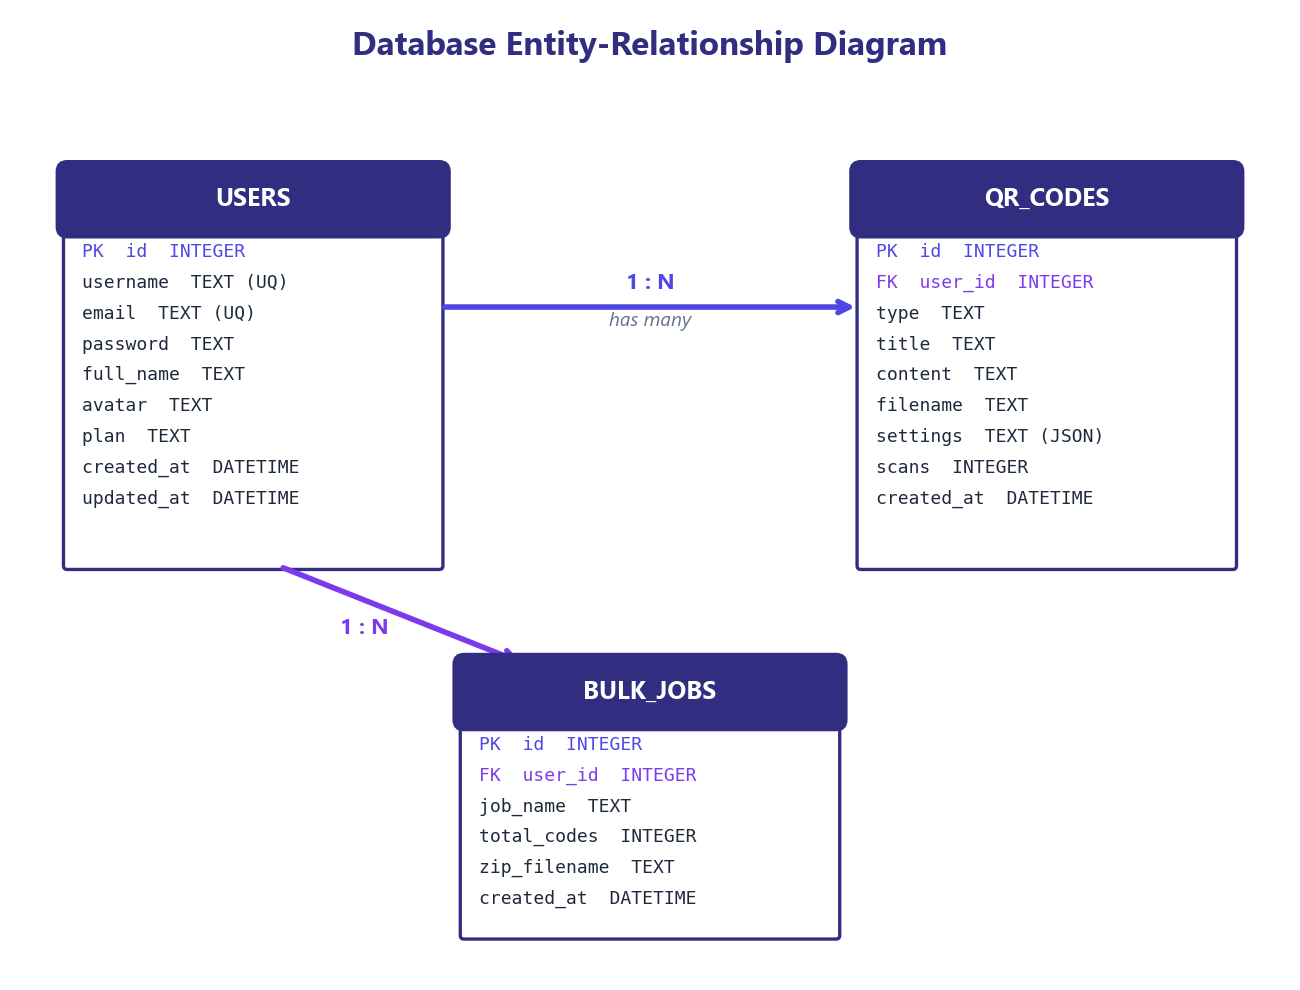 Database Entity-Relationship Diagram
USERS
PK  id  INTEGER
username  TEXT (UQ)
email  TEXT (UQ)
password  TEXT
full_name  TEXT
avatar  TEXT
plan  TEXT
created_at  DATETIME
updated_at  DATETIME
1 : N
has many
QR_CODES
PK  id  INTEGER
FK  user_id  INTEGER
type  TEXT
title  TEXT
content  TEXT
filename  TEXT
settings  TEXT (JSON)
scans  INTEGER
created_at  DATETIME
1 : N
BULK_JOBS
PK  id  INTEGER
FK  user_id  INTEGER
job_name  TEXT
total_codes  INTEGER
zip_filename  TEXT
created_at  DATETIME